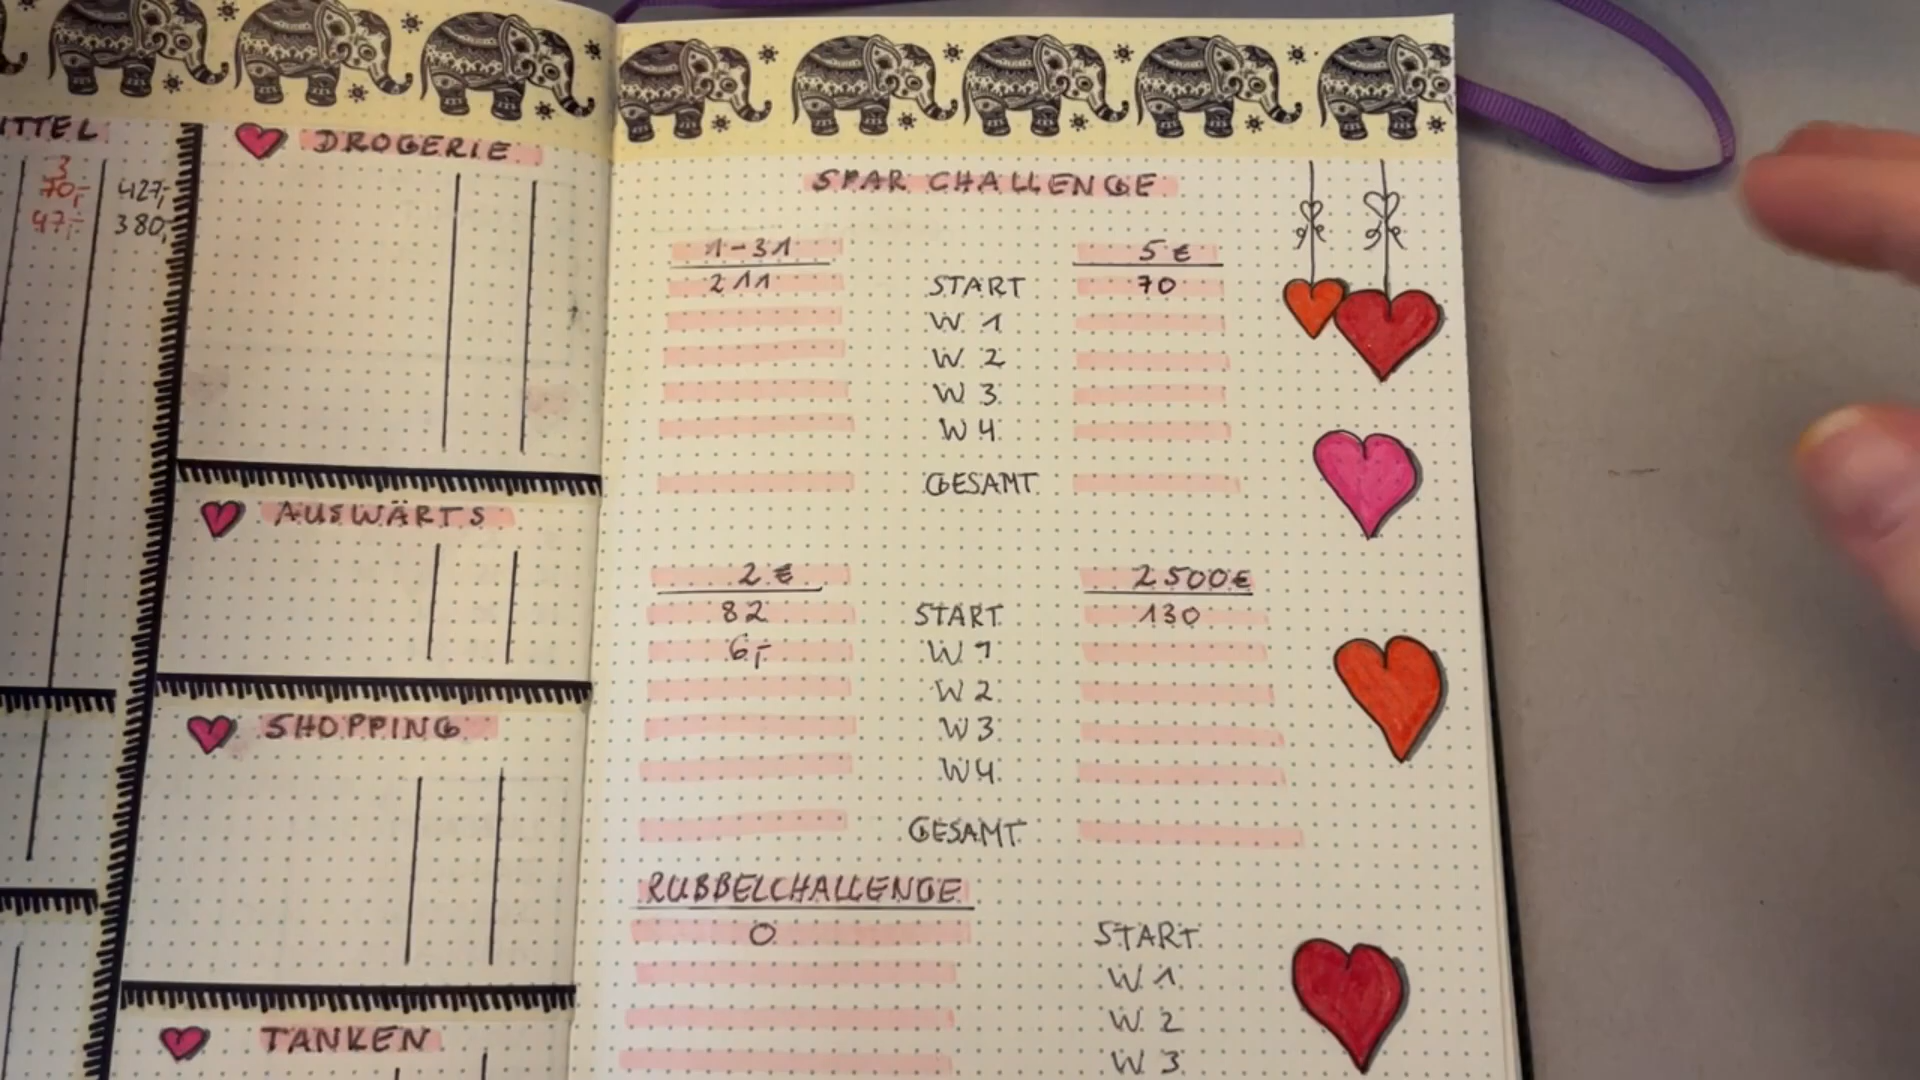 ITTEL
3
70,- 427,-
47,- 380,
DROGERIE
AUSWÄRTS
SHOPPING
TANKEN
SPAR CHALLENGE
1-31 5 €
211 START 70
W 1
W 2
W 3
W 4
GESAMT
2 € 2500€
82 START 130
6,- W 1
W 2
W 3
W 4
GESAMT
RUBBELCHALLENGE
0 START
W 1
W 2
W 3